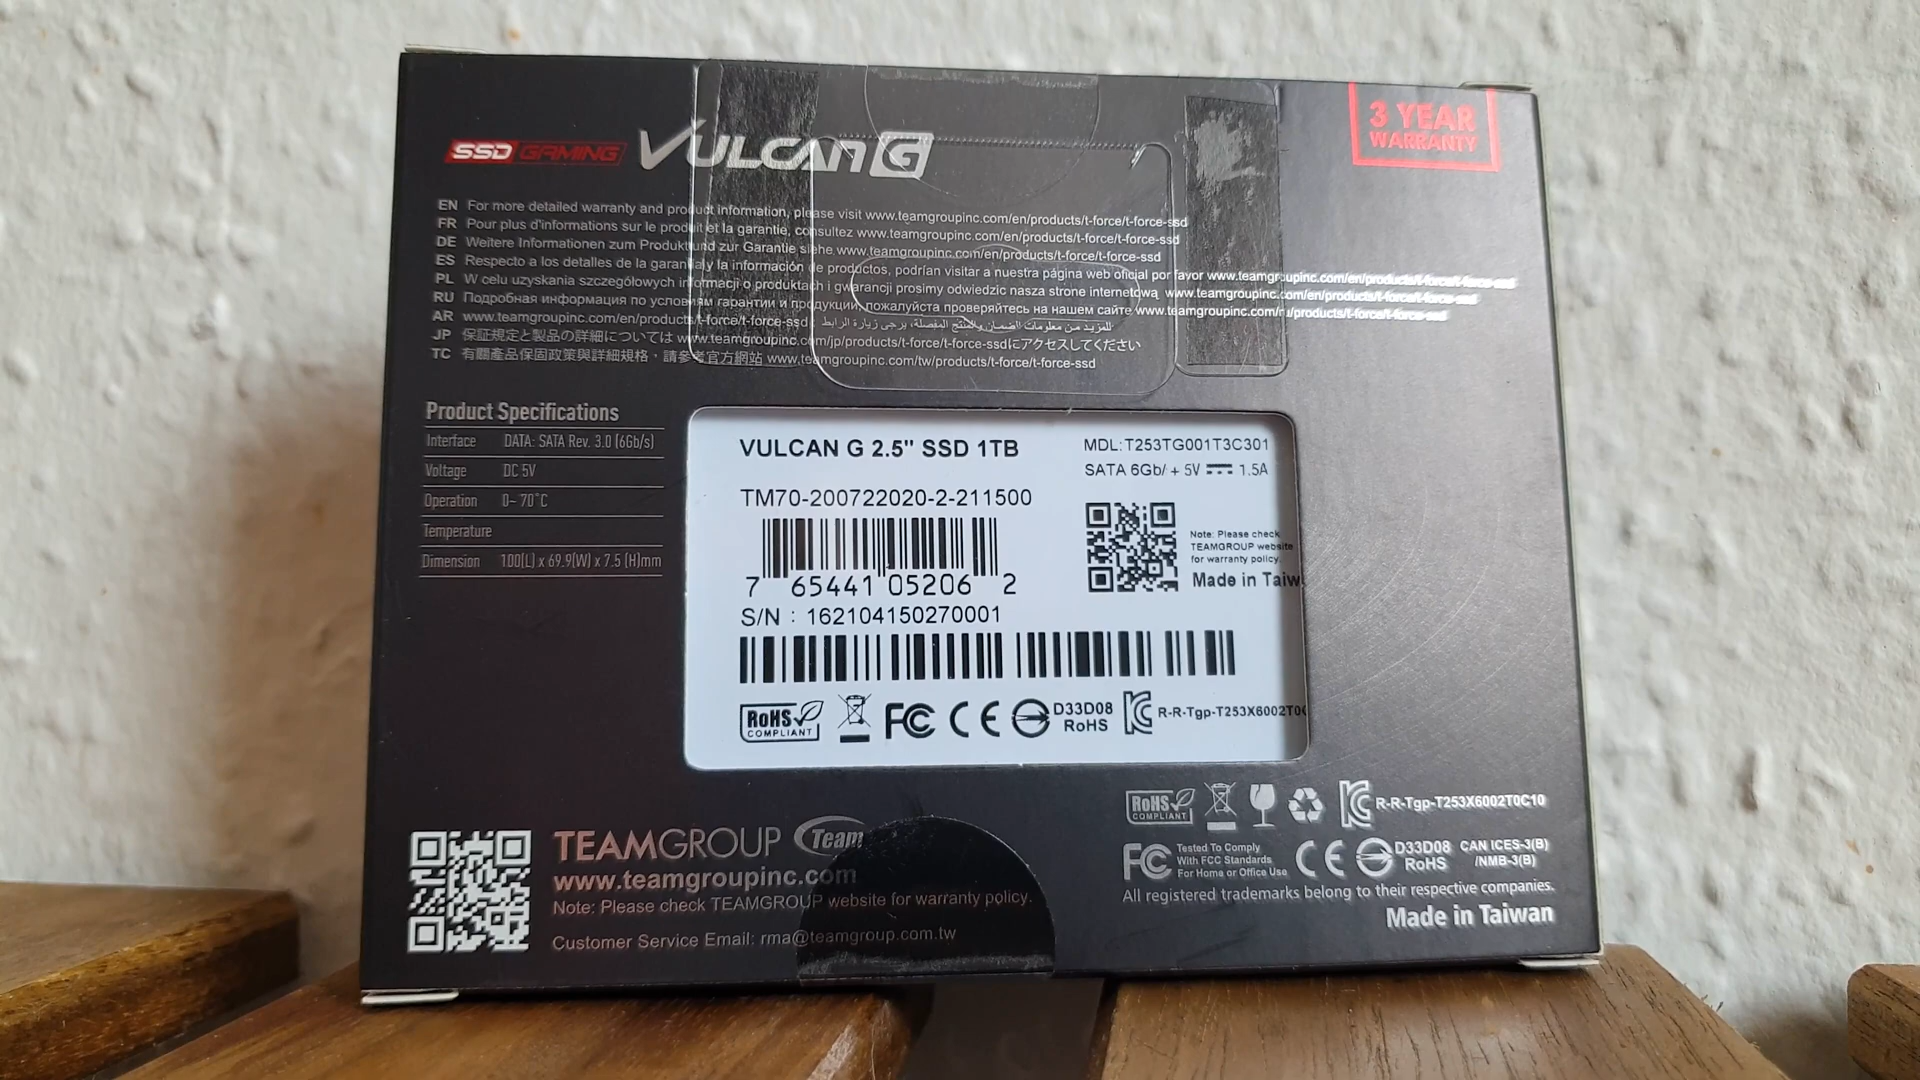 SSD GAMING VULCAN G
3 YEAR
WARRANTY
EN For more detailed warranty and product information, please visit www.teamgroupinc.com/en/products/t-force/t-force-ssd
FR Pour plus d'informations sur le produit et la garantie, consultez www.teamgroupinc.com/en/products/t-force/t-force-ssd
DE Weitere Informationen zum Produkt und zur Garantie siehe www.teamgroupinc.com/en/products/t-force/t-force-ssd
ES Respecto a los detalles de la garantía y la información de productos, podrían visitar a nuestra página web oficial por favor www.teamgroupinc.com/en/products/t-force/t-force-ssd
PL W celu uzyskania szczegółowych informacji o produktach i gwarancji prosimy odwiedzic nasza strone internetową www.teamgroupinc.com/en/products/t-force/t-force-ssd
RU Подробная информация по условиям гарантии и продукции, пожалуйста проверяйтесь на нашем сайте www.teamgroupinc.com/ru/products/t-force/t-force-ssd
AR www.teamgroupinc.com/en/products/t-force/t-force-ssd : للمزيد من معلومات الضمان والمنتج المفصلة، يرجى زيارة الرابط
JP 保証規定と製品の詳細については www.teamgroupinc.com/jp/products/t-force/t-force-ssdにアクセスしてください
TC 有關產品保固政策與詳細規格，請參考官方網站 www.teamgroupinc.com/tw/products/t-force/t-force-ssd
Product Specifications
Interface DATA: SATA Rev. 3.0 (6Gb/s)
Voltage DC 5V
Operation 0~ 70˚C
Temperature
Dimension 100(L) x 69.9(W) x 7.5 (H)mm
VULCAN G 2.5" SSD 1TB
MDL: T253TG001T3C301
SATA 6Gb/ + 5V 1.5A
TM70-200722020-2-211500
7 65441 05206 2
Note: Please check
TEAMGROUP website
for warranty policy.
Made in Taiw
S/N : 162104150270001
RoHS
COMPLIANT
FC CE D33D08
RoHS
R-R-Tgp-T253X6002T0
RoHS
COMPLIANT
R-R-Tgp-T253X6002T0C10
FC Tested To Comply
With FCC Standards
For Home or Office Use
CE D33D08
RoHS
CAN ICES-3(B)
/NMB-3(B)
All registered trademarks belong to their respective companies.
Made in Taiwan
TEAMGROUP Team
www.teamgroupinc.com
Note: Please check TEAMGROUP website for warranty policy.
Customer Service Email: rma@teamgroup.com.tw